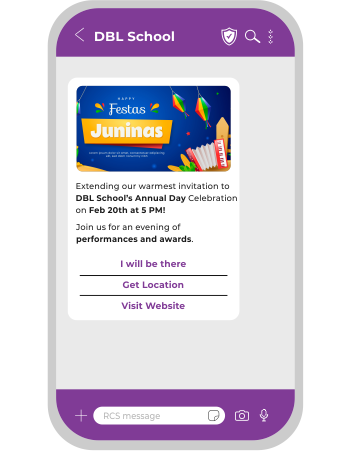 DBL School
HAPPY
Festas
Juninas
Extending our warmest invitation to
DBL School's Annual Day Celebration
on Feb 20th at 5 PM!
Join us for an evening of
performances and awards.
I will be there
Get Location
Visit Website
RCS message